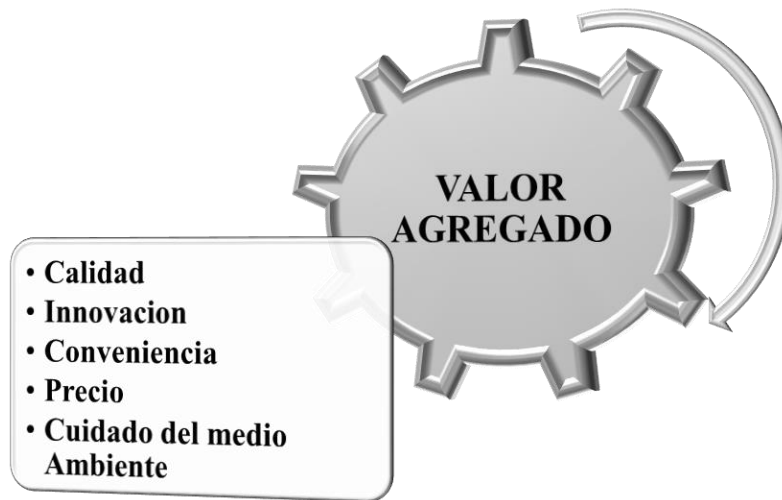 VALOR
AGREGADO
• Calidad
• Innovacion
• Conveniencia
• Precio
• Cuidado del medio
Ambiente